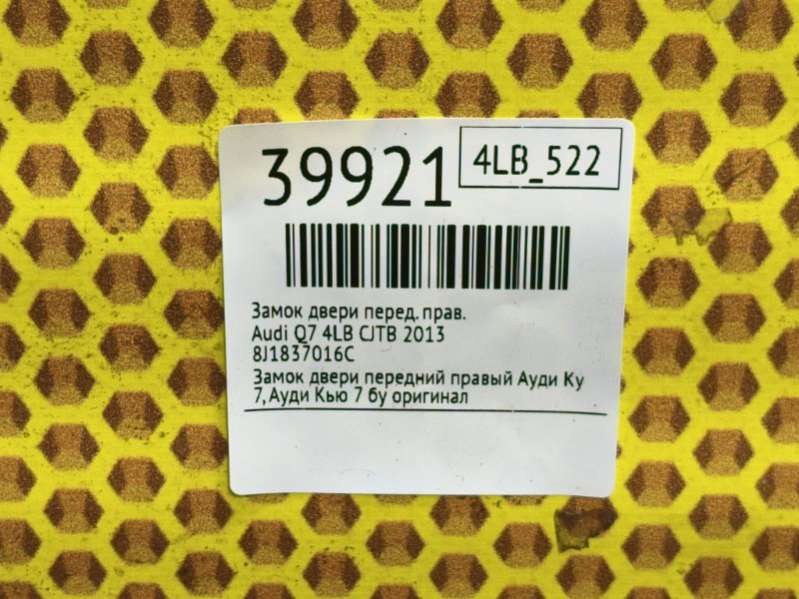 39921
4LB_522
Замок двери перед. прав.
Audi Q7 4LB CJTB 2013
8J1837016C
Замок двери передний правый Ауди Ку
7, Ауди Кью 7 бу оригинал